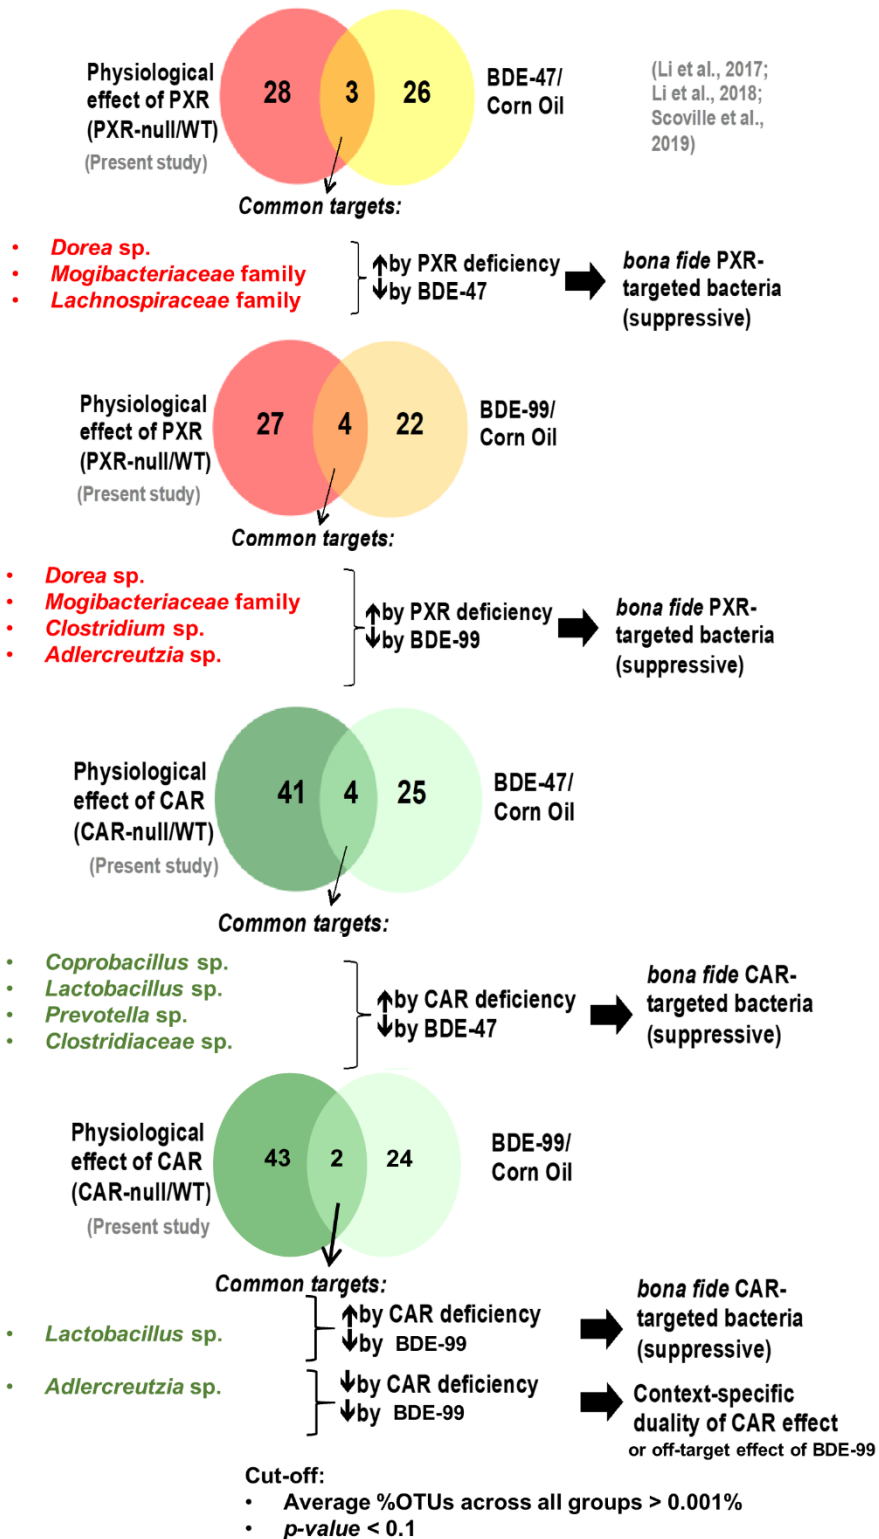 Physiological
effect of PXR
(PXR-null/WT)
(Present study)
28
3
26
BDE-47/
Corn Oil
(Li et al., 2017;
Li et al., 2018;
Scoville et al.,
2019)
Common targets:
• Dorea sp.
• Mogibacteriaceae family
• Lachnospiraceae family
↑by PXR deficiency
↓by BDE-47
bona fide PXR-
targeted bacteria
(suppressive)
Physiological
effect of PXR
(PXR-null/WT)
(Present study)
27
4
22
BDE-99/
Corn Oil
Common targets:
• Dorea sp.
• Mogibacteriaceae family
• Clostridium sp.
• Adlercreutzia sp.
↑by PXR deficiency
↓by BDE-99
bona fide PXR-
targeted bacteria
(suppressive)
Physiological
effect of CAR
(CAR-null/WT)
(Present study)
41
4
25
BDE-47/
Corn Oil
Common targets:
• Coprobacillus sp.
• Lactobacillus sp.
• Prevotella sp.
• Clostridiaceae sp.
↑by CAR deficiency
↓by BDE-47
bona fide CAR-
targeted bacteria
(suppressive)
Physiological
effect of CAR
(CAR-null/WT)
(Present study
43
2
24
BDE-99/
Corn Oil
Common targets:
• Lactobacillus sp.
↑by CAR deficiency
↓by BDE-99
bona fide CAR-
targeted bacteria
(suppressive)
• Adlercreutzia sp.
↓by CAR deficiency
↓by BDE-99
Context-specific
duality of CAR effect
or off-target effect of BDE-99
Cut-off:
• Average %OTUs across all groups > 0.001%
• p-value < 0.1